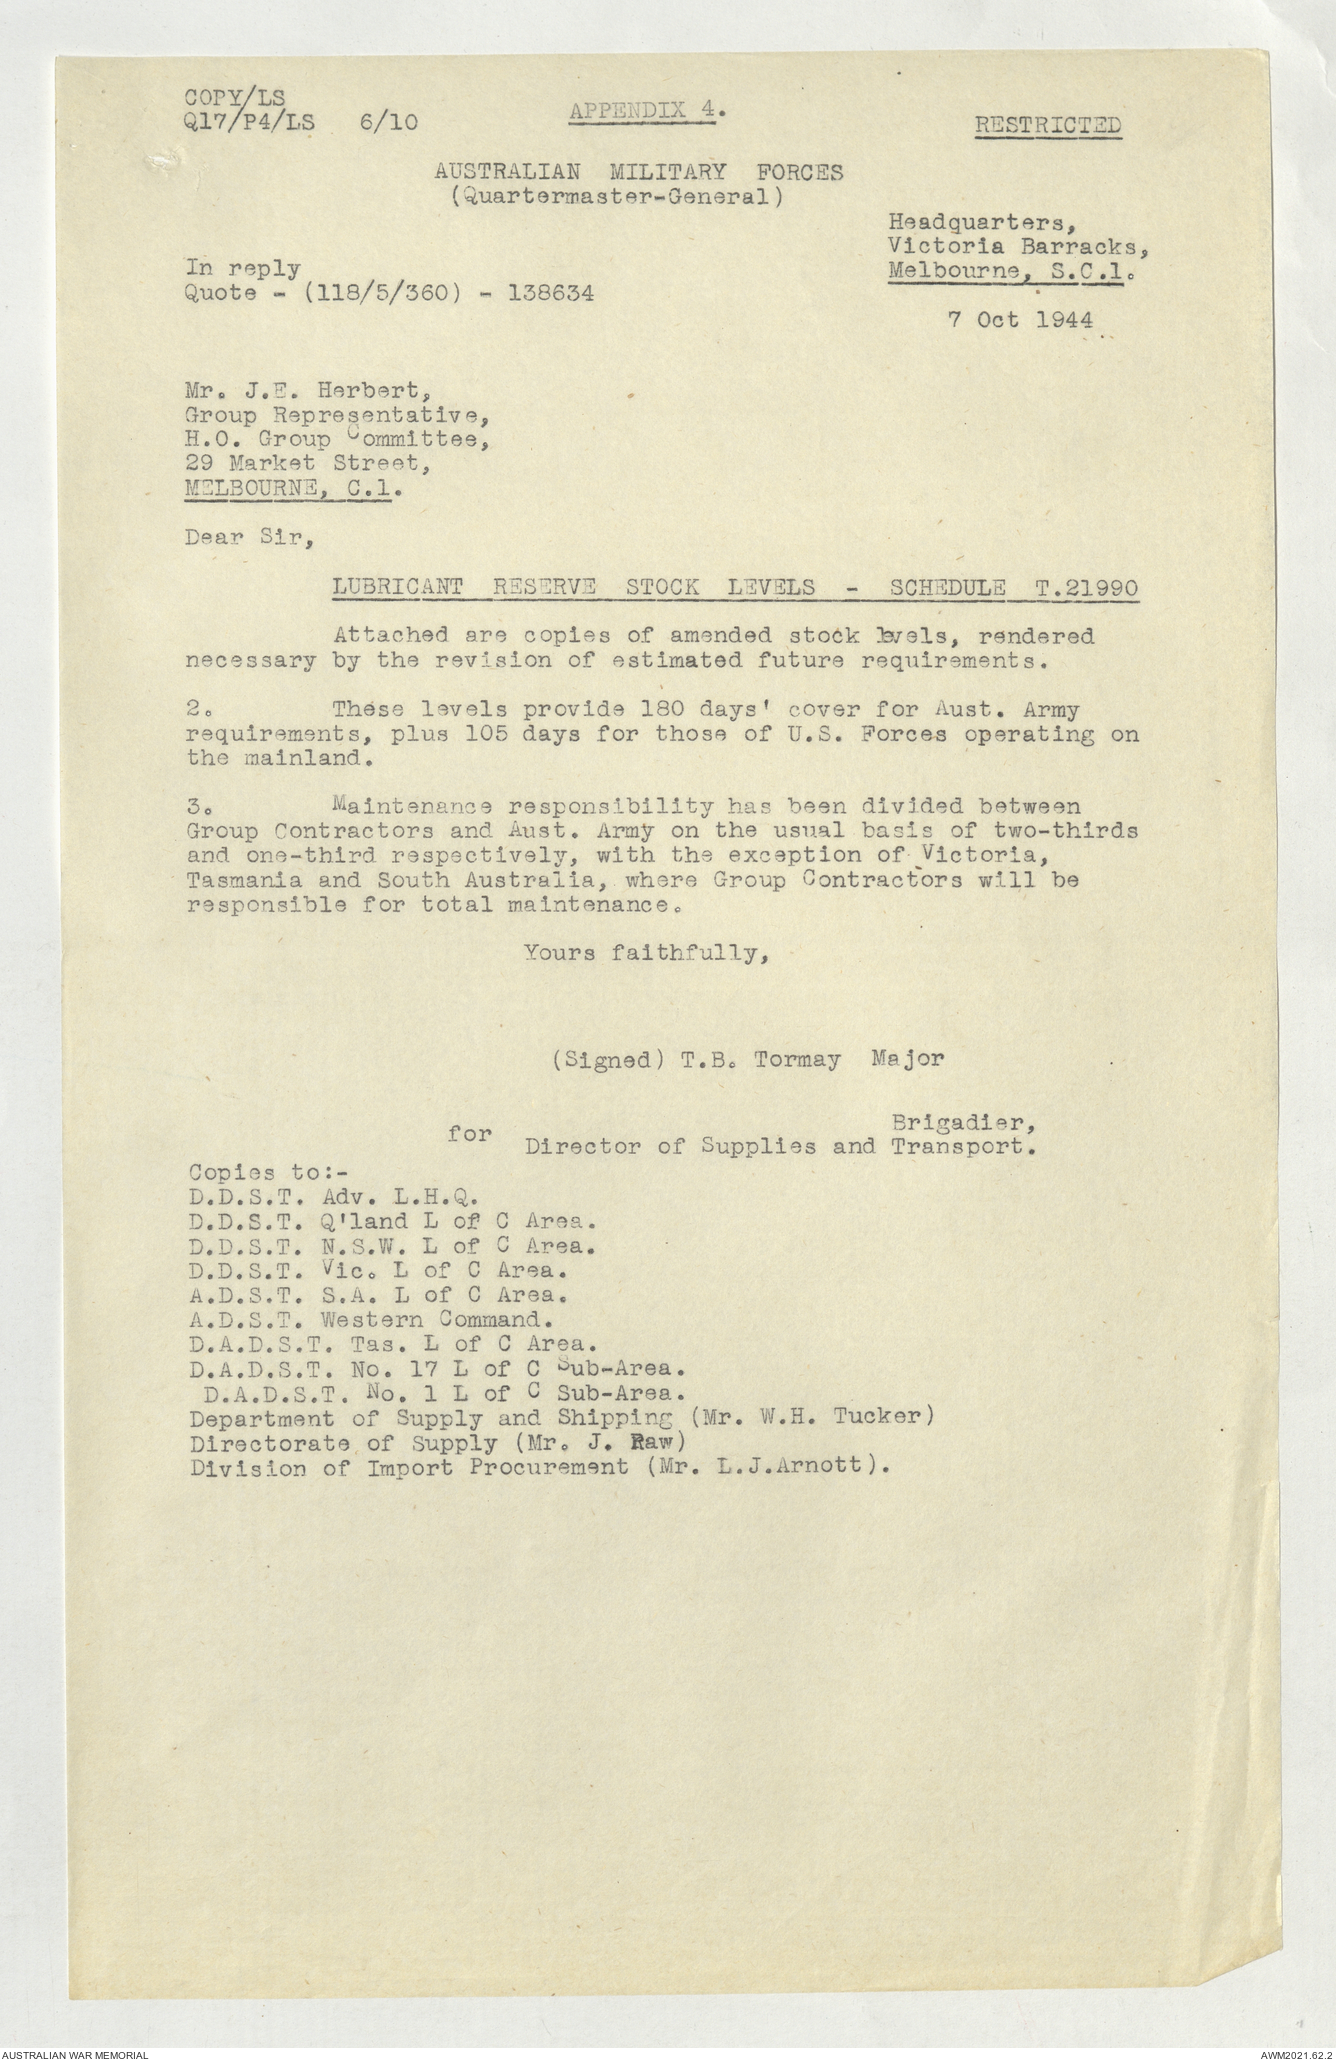 COPY/LS
Q17/P4/LS 6/10
APPENDIX 4.
RESTRICTED
AUSTRALIAN MILITARY FORCES
(Quartermaster-General)
Headquarters,
Victoria Barracks,
Melbourne, S.C.1.
In reply
Quote - (118/5/360) - 138634
7 Oct 1944
Mr. J.E. Herbert,
Group Representative,
H.O. Group Committee,
29 Market Street,
MELBOURNE, C.1.
Dear Sir,
LUBRICANT RESERVE STOCK LEVELS - SCHEDULE T.21990
Attached are copies of amended stock levels, rendered
necessary by the revision of estimated future requirements.
2. These levels provide 180 days' cover for Aust. Army
requirements, plus 105 days for those of U.S. Forces operating on
the mainland.
3. Maintenance responsibility has been divided between
Group Contractors and Aust. Army on the usual basis of two-thirds
and one-third respectively, with the exception of Victoria,
Tasmania and South Australia, where Group Contractors will be
responsible for total maintenance.
Yours faithfully,
(Signed) T.B. Tormay Major
Brigadier,
for Director of Supplies and Transport.
Copies to:-
D.D.S.T. Adv. L.H.Q.
D.D.S.T. Q'land L of C Area.
D.D.S.T. N.S.W. L of C Area.
D.D.S.T. Vic. L of C Area.
A.D.S.T. S.A. L of C Area.
A.D.S.T. Western Command.
D.A.D.S.T. Tas. L of C Area.
D.A.D.S.T. No. 17 L of C Sub-Area.
D.A.D.S.T. No. 1 L of C Sub-Area.
Department of Supply and Shipping (Mr. W.H. Tucker)
Directorate of Supply (Mr. J. Raw)
Division of Import Procurement (Mr. L.J.Arnott).
AUSTRALIAN WAR MEMORIAL
AWM2021.62.2